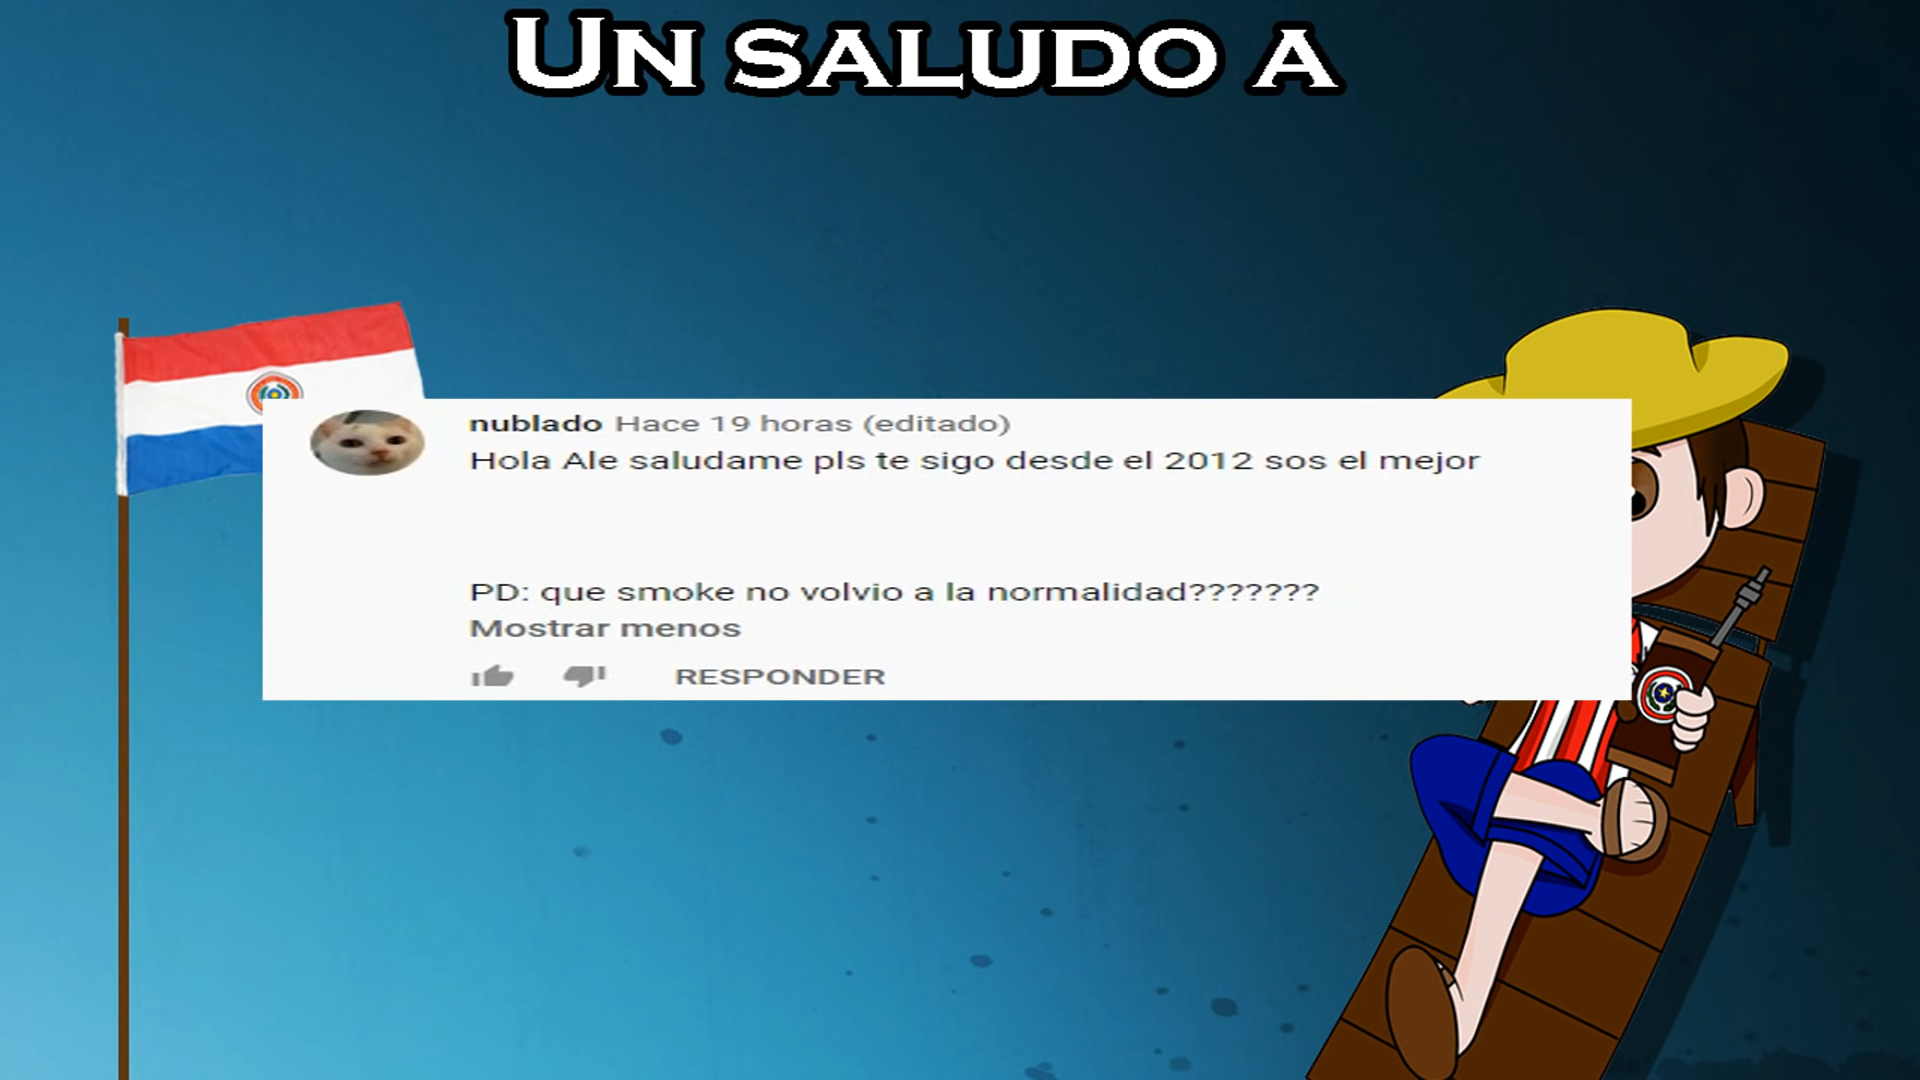 Un saludo a
nublado Hace 19 horas (editado)
Hola Ale saludame pls te sigo desde el 2012 sos el mejor
PD: que smoke no volvio a la normalidad???????
Mostrar menos
RESPONDER